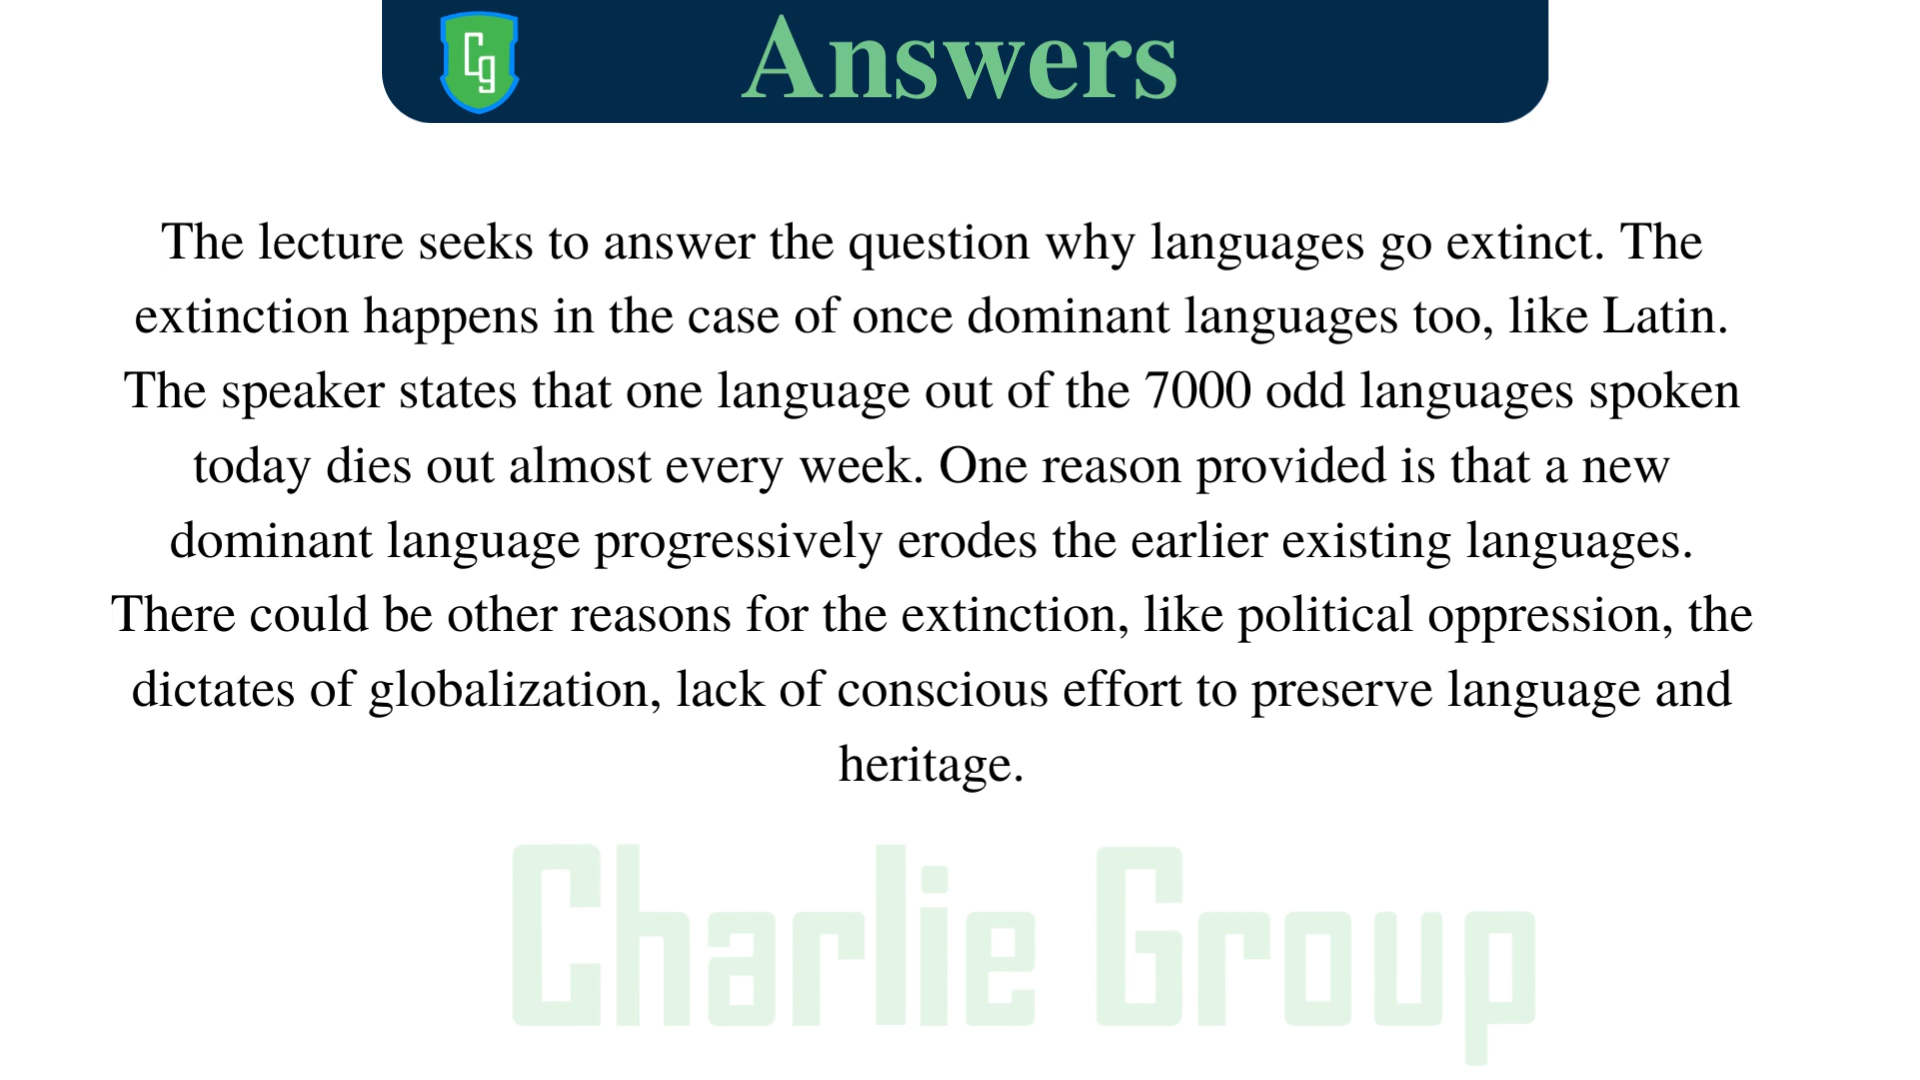 Cg
Answers
The lecture seeks to answer the question why languages go extinct. The
extinction happens in the case of once dominant languages too, like Latin.
The speaker states that one language out of the 7000 odd languages spoken
today dies out almost every week. One reason provided is that a new
dominant language progressively erodes the earlier existing languages.
There could be other reasons for the extinction, like political oppression, the
dictates of globalization, lack of conscious effort to preserve language and
heritage.
Charlie Group